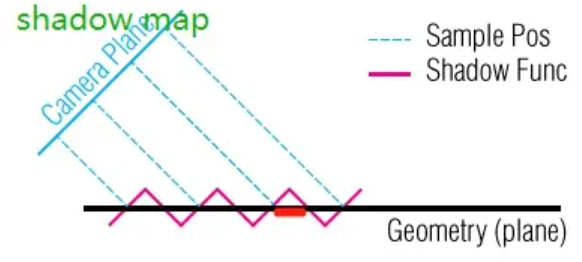 shadow map
Camera Plane
Sample Pos
Shadow Func
Geometry (plane)